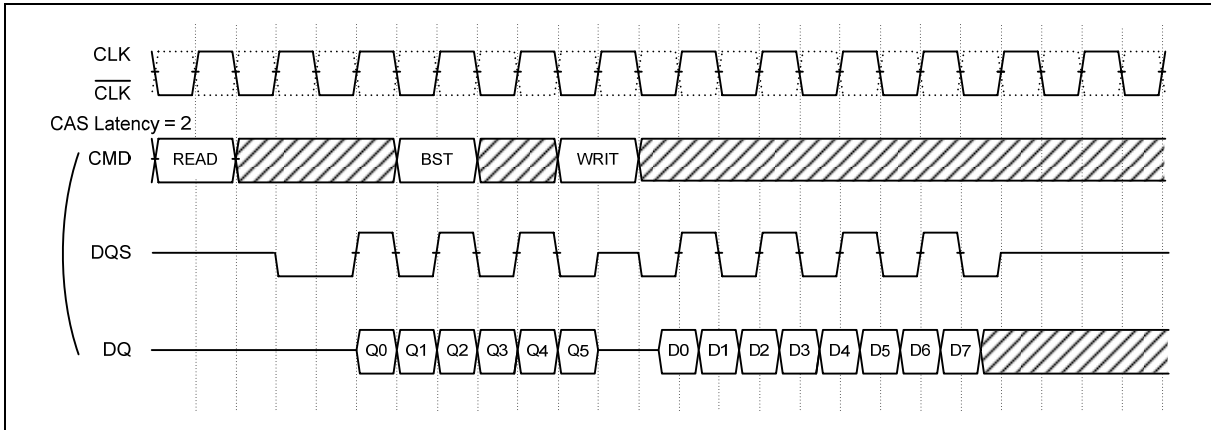 CLK
CLK
CAS Latency = 2
CMD READ BST WRIT
DQS
DQ Q0 Q1 Q2 Q3 Q4 Q5 D0 D1 D2 D3 D4 D5 D6 D7